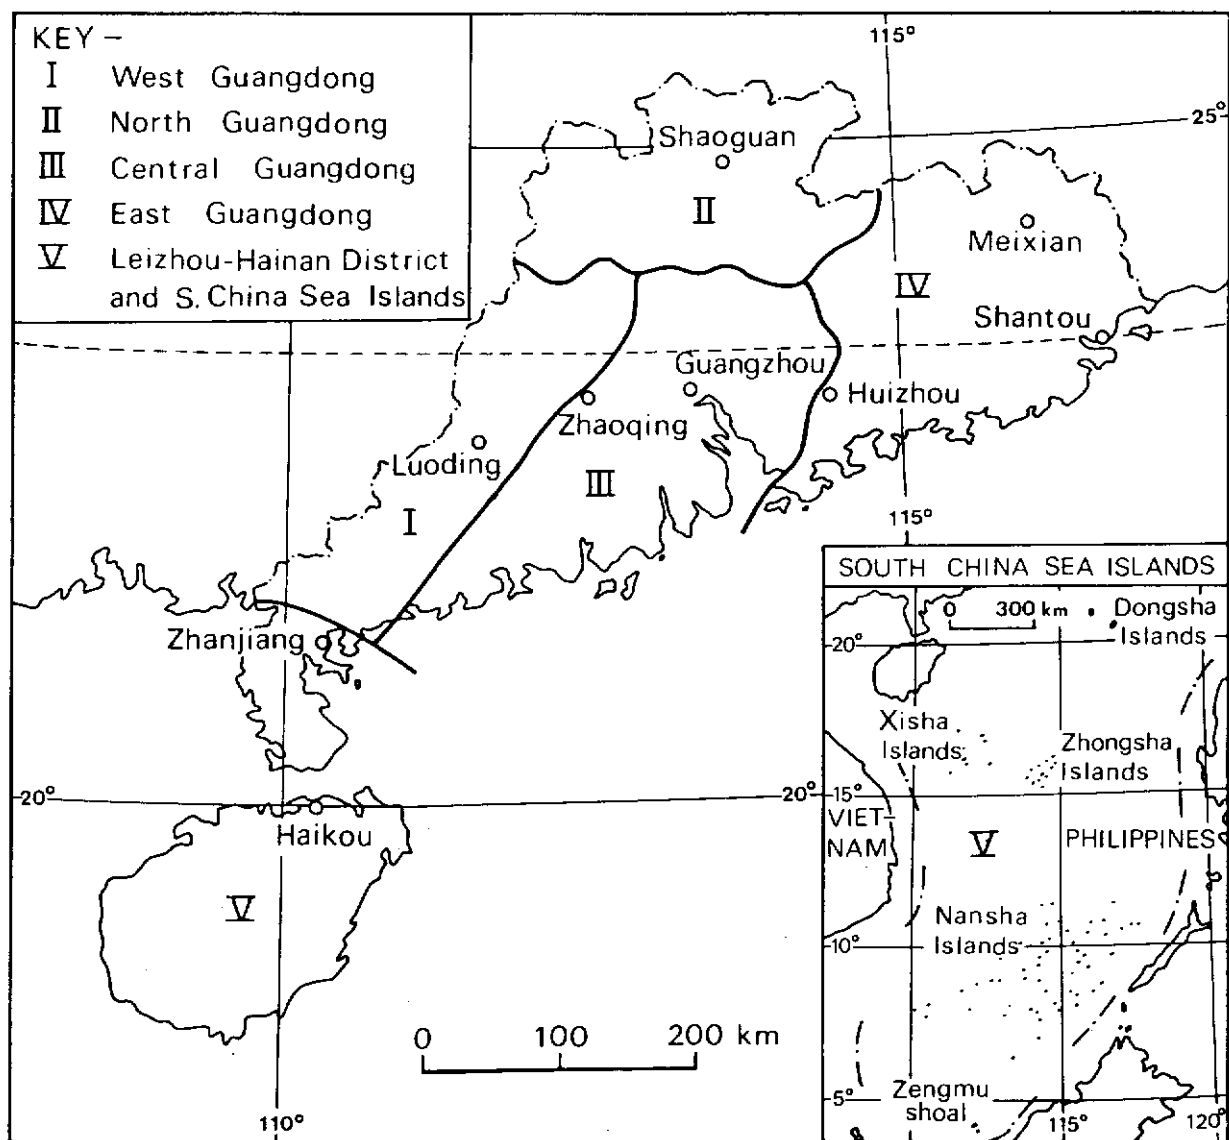 KEY –
I West Guangdong
II North Guangdong
III Central Guangdong
IV East Guangdong
V Leizhou-Hainan District
and S. China Sea Islands
115°
25°
Shaoguan
II
Meixian
IV
Shantou
Guangzhou
Huizhou
Zhaoqing
Luoding
III
I
115°
Zhanjiang
20°
20°
Haikou
V
0 100 200 km
110°
SOUTH CHINA SEA ISLANDS
0 300 km
Dongsha
Islands
20°
Xisha
Islands
Zhongsha
Islands
15°
VIET-
NAM
V
PHILIPPINES
Nansha
Islands
10°
Zengmu
shoal
5°
115°
120°